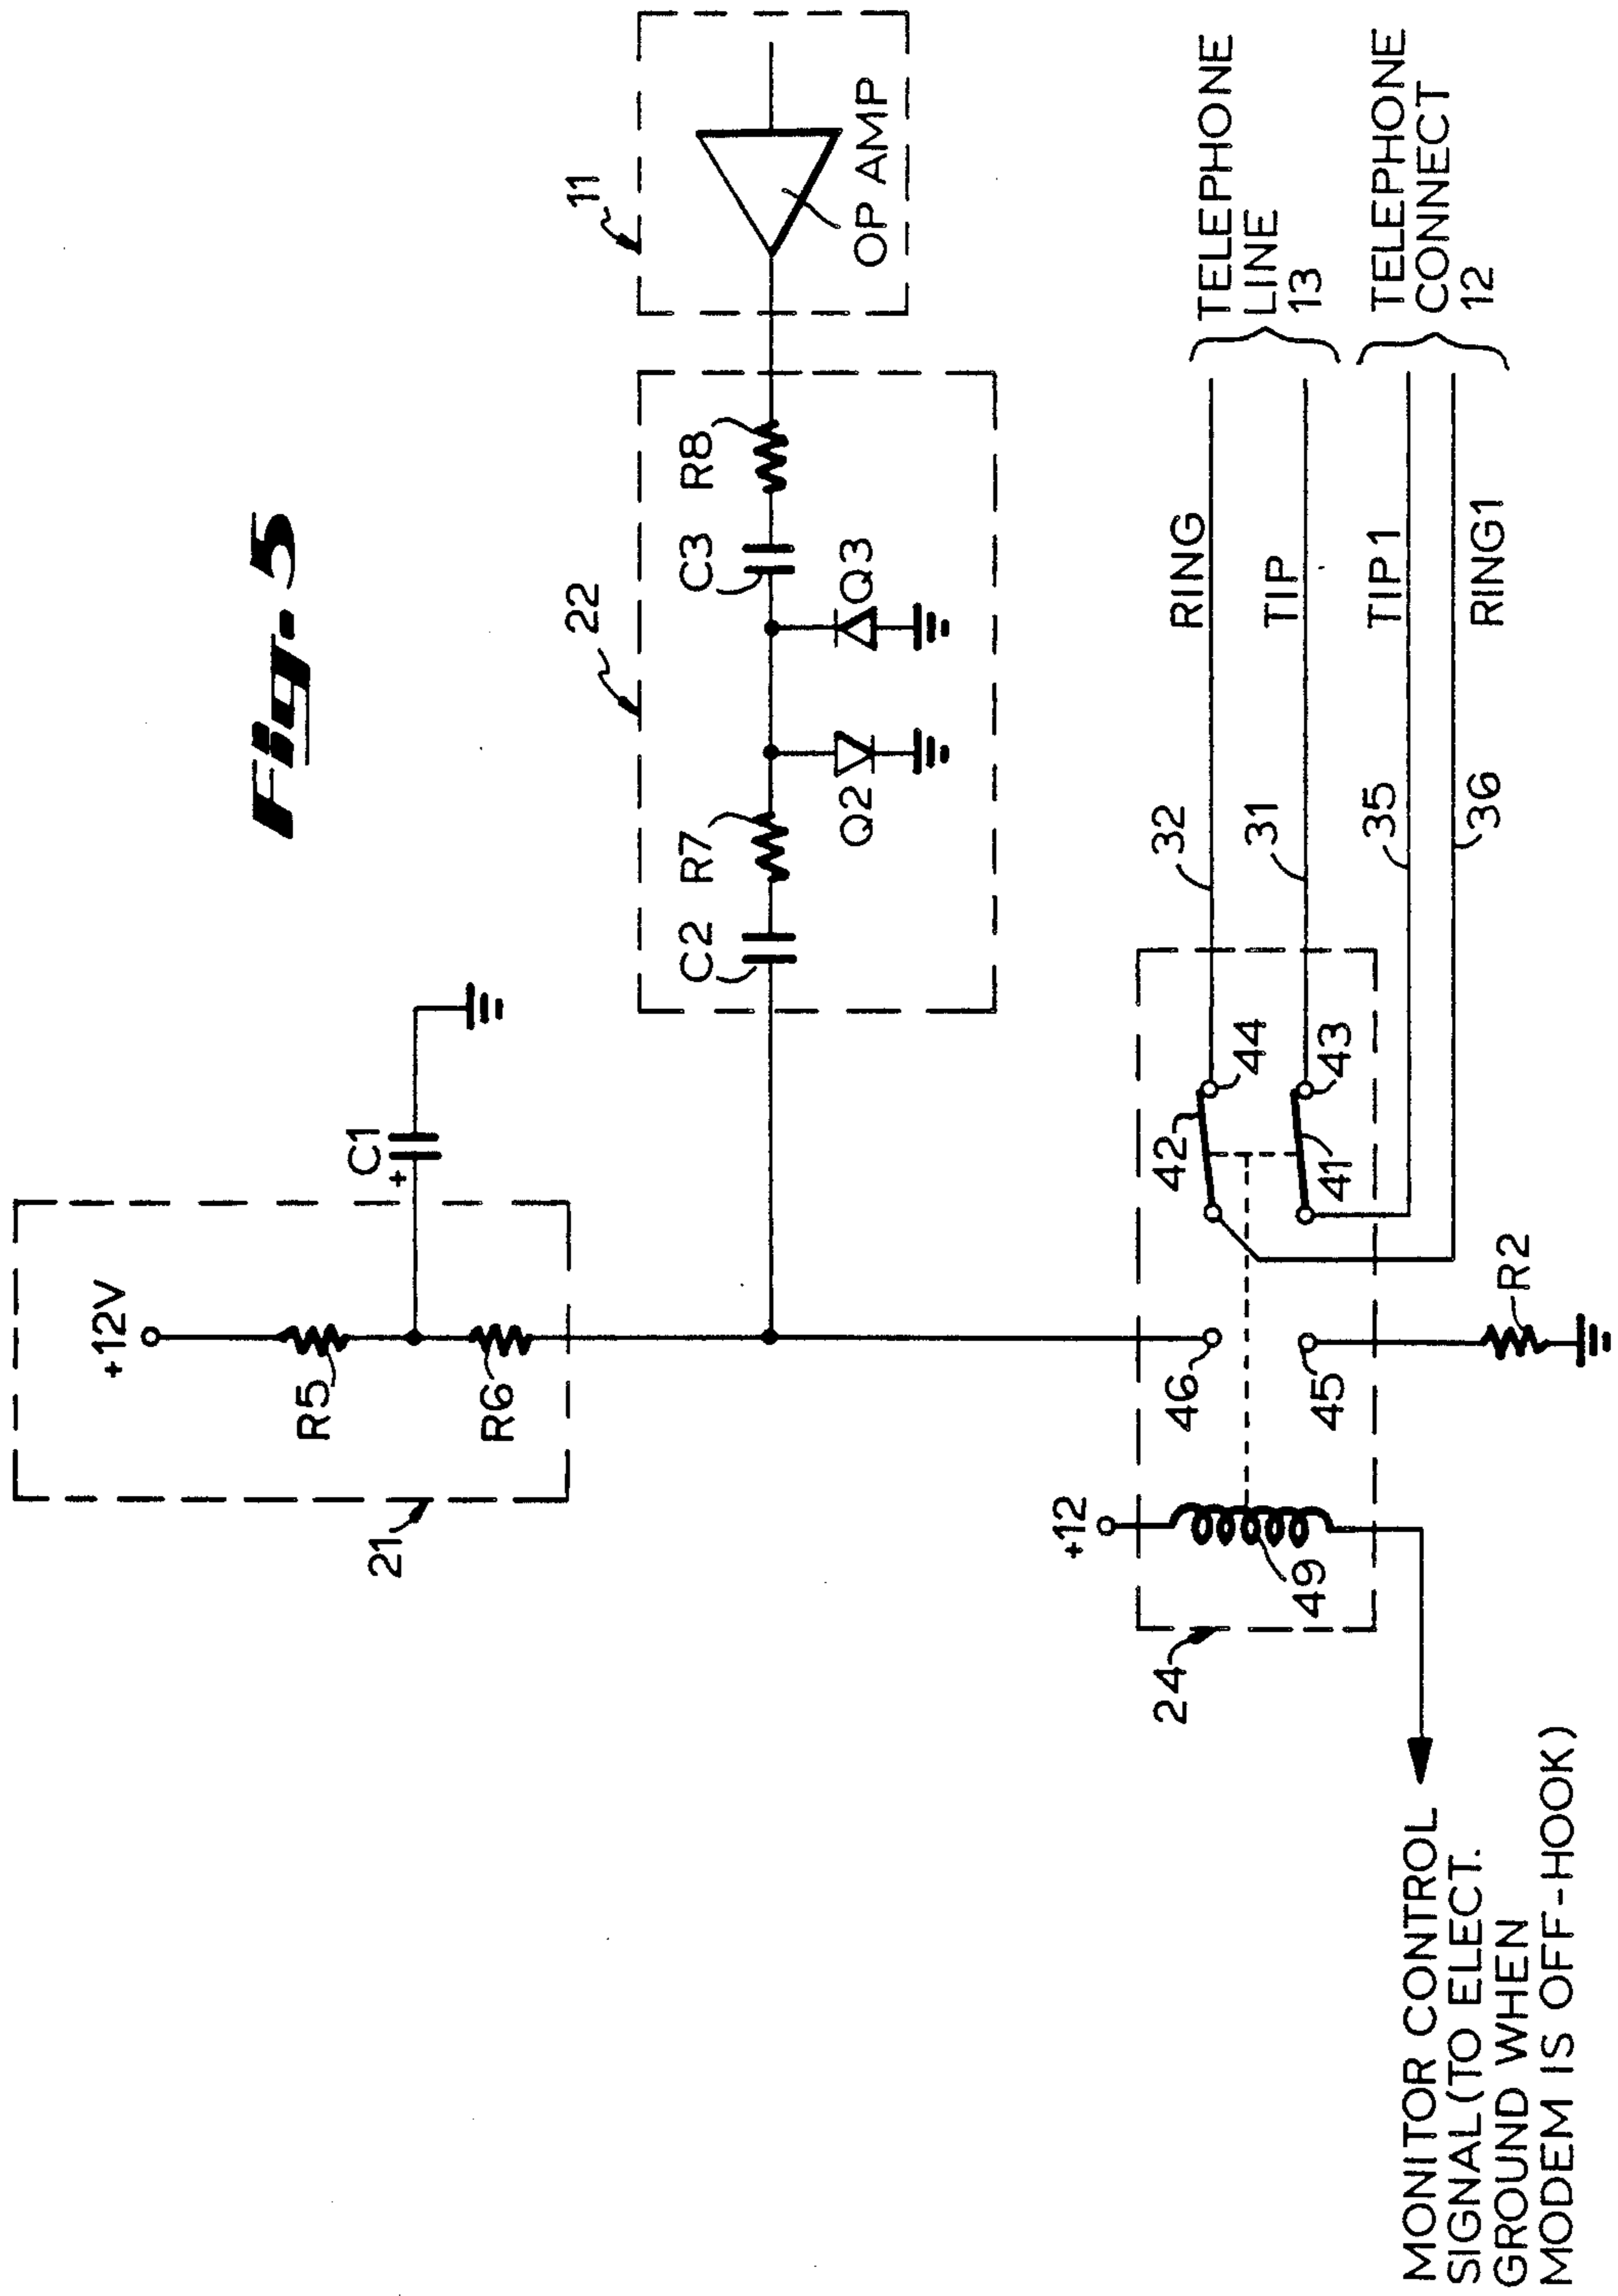 Fig-5
+12V
R5
R6
21
C1
+
22
C2
R7
Q2
C3
Q3
R8
11
OP AMP
+12
24
49
46
45
R2
42
44
41
43
32
RING
31
TIP
35
TIP1
36
RING1
TELEPHONE
LINE
13
TELEPHONE
CONNECT
12
MONITOR CONTROL
SIGNAL (TO ELECT.
GROUND WHEN
MODEM IS OFF-HOOK)